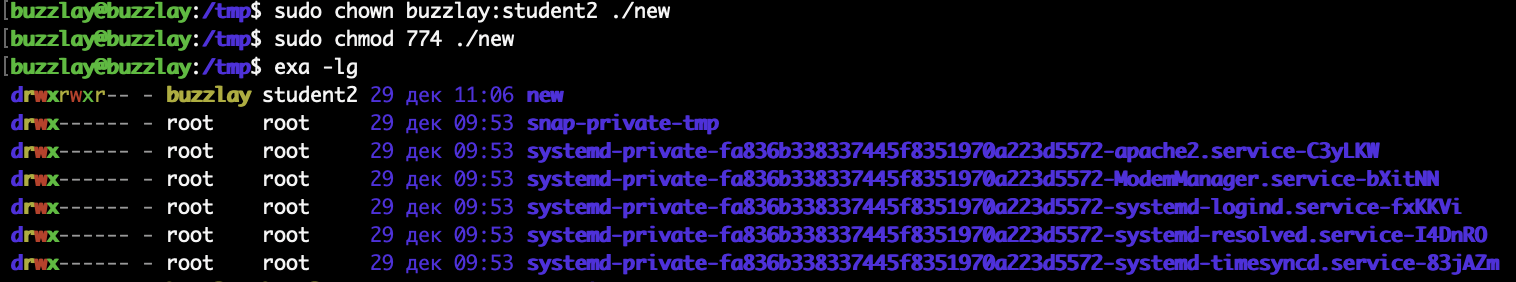 [buzzlay@buzzlay:/tmp$ sudo chown buzzlay:student2 ./new
[buzzlay@buzzlay:/tmp$ sudo chmod 774 ./new
[buzzlay@buzzlay:/tmp$ exa -lg
drwxrwxr-- - buzzlay student2 29 дек 11:06 new
drwx------ - root root 29 дек 09:53 snap-private-tmp
drwx------ - root root 29 дек 09:53 systemd-private-fa836b338337445f8351970a223d5572-apache2.service-C3yLKW
drwx------ - root root 29 дек 09:53 systemd-private-fa836b338337445f8351970a223d5572-ModemManager.service-bXitNN
drwx------ - root root 29 дек 09:53 systemd-private-fa836b338337445f8351970a223d5572-systemd-logind.service-fxKKVi
drwx------ - root root 29 дек 09:53 systemd-private-fa836b338337445f8351970a223d5572-systemd-resolved.service-I4DnRO
drwx------ - root root 29 дек 09:53 systemd-private-fa836b338337445f8351970a223d5572-systemd-timesyncd.service-83jAZm